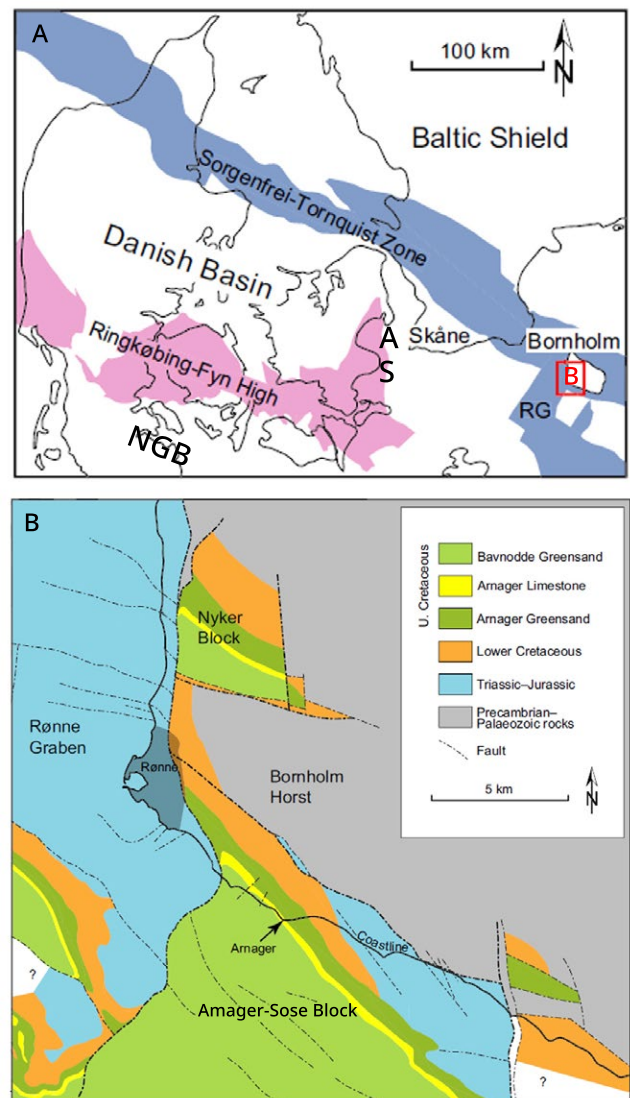 A
100 km
N
Baltic Shield
Sorgenfrei-Tornquist Zone
Danish Basin
Ringkøbing-Fyn High
A
S
Skåne
Bornholm
B
RG
NGB
B
U. Cretaceous
Bavnodde Greensand
Arnager Limestone
Arnager Greensand
Lower Cretaceous
Triassic–Jurassic
Precambrian–
Palaeozoic rocks
Fault
5 km
N
Nyker
Block
Rønne
Graben
Rønne
Bornholm
Horst
Arnager
Coastline
Arnager-Sose Block
?
?